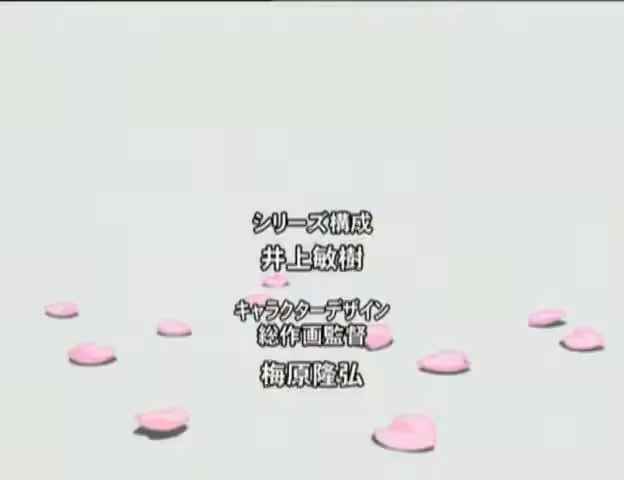 シリーズ構成
井上敏樹
キャラクターデザイン
総作画監督
梅原隆弘